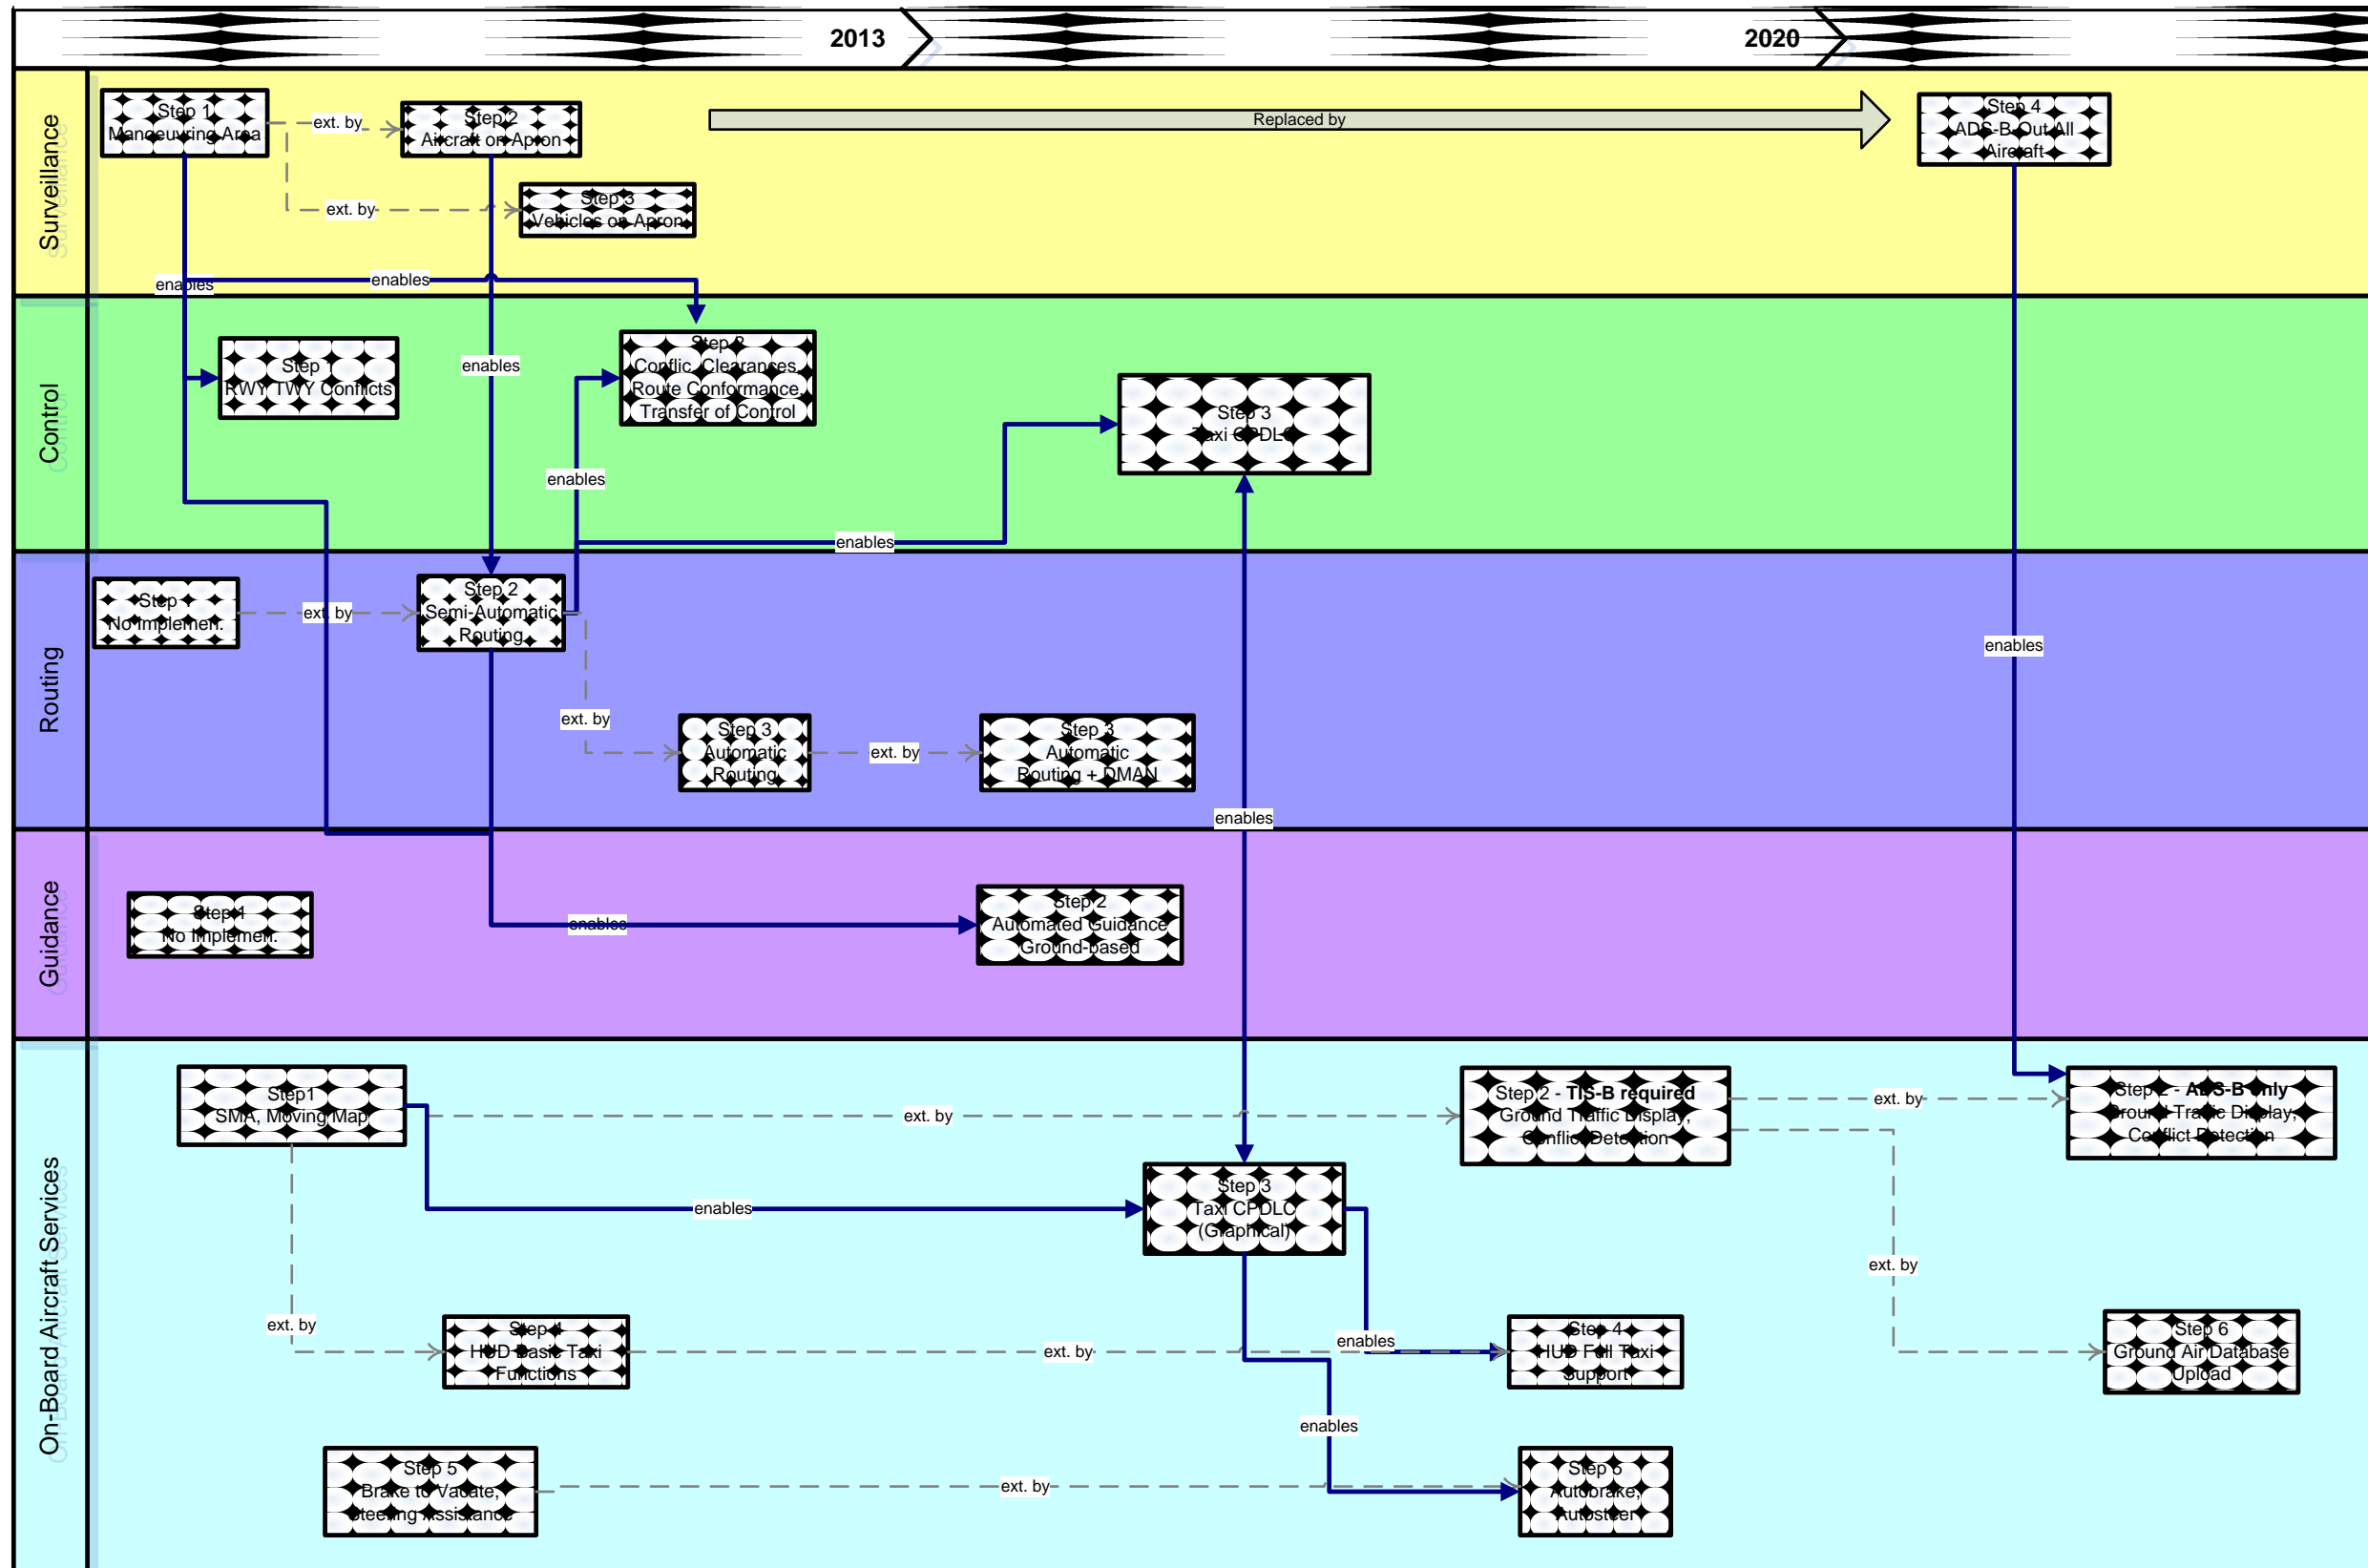 2013
2020
Surveillance
Step 1
Manoeuvring Area
ext. by
Step 2
Aircraft on Apron
Replaced by
Step 4
ADS-B Out All
Aircraft
ext. by
Step 3
Vehicles on Apron
enables
enables
Control
Step 1
RWY TWY Conflicts
enables
Step 2
Conflic. Clearances,
Route Conformance,
Transfer of Control
Step 3
Taxi CPDLC
enables
enables
Routing
Step 1
No Implemen.
ext. by
Step 2
Semi-Automatic
Routing
enables
ext. by
Step 3
Automatic
Routing
ext. by
Step 3
Automatic
Routing + DMAN
enables
Guidance
Step 1
No Implemen.
enables
Step 2
Automated Guidance
Ground-based
On-Board Aircraft Services
Step1
SMA, Moving Map
ext. by
Step 2 - TIS-B required
Ground Traffic Display,
Conflict Detection
ext. by
Step 2 - ADS-B only
Ground Traffic Display,
Conflict Detection
enables
Step 3
Taxi CPDLC
(Graphical)
ext. by
ext. by
Step 4
HUD Basic Taxi
Functions
ext. by
enables
Step 4
HUD Full Taxi
Support
Step 6
Ground Air Database
Upload
enables
Step 5
Brake to Vacate,
Steering Assistance
ext. by
Step 5
Autobrake,
Autosteer